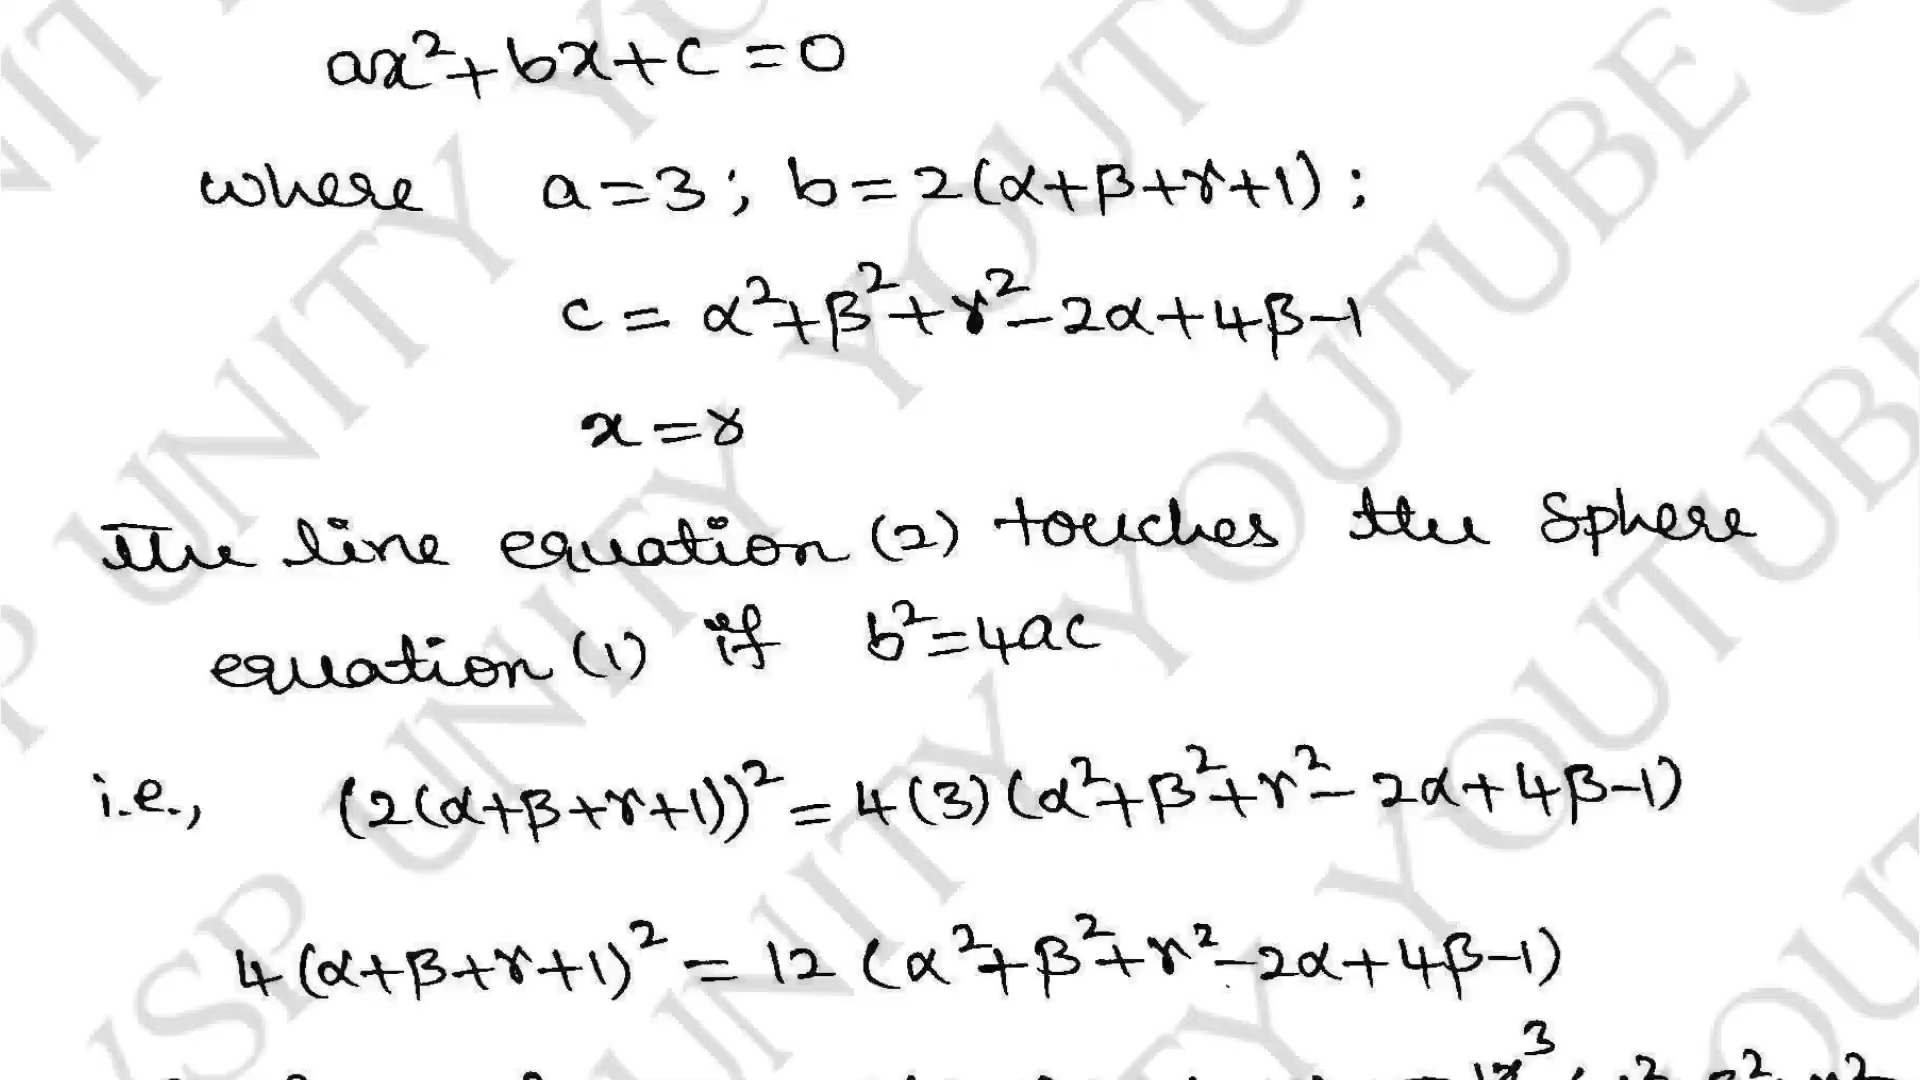 ax²+bx+c=0
where a=3; b=2(α+β+γ+1);
c = α²+β²+γ²-2α+4β-1
x=r
The line equation (2) touches the Sphere
equation (1) if b²=4ac
i.e., (2(α+β+γ+1))² = 4(3)(α²+β²+γ²-2α+4β-1)
4(α+β+γ+1)² = 12 (α²+β²+γ²-2α+4β-1)